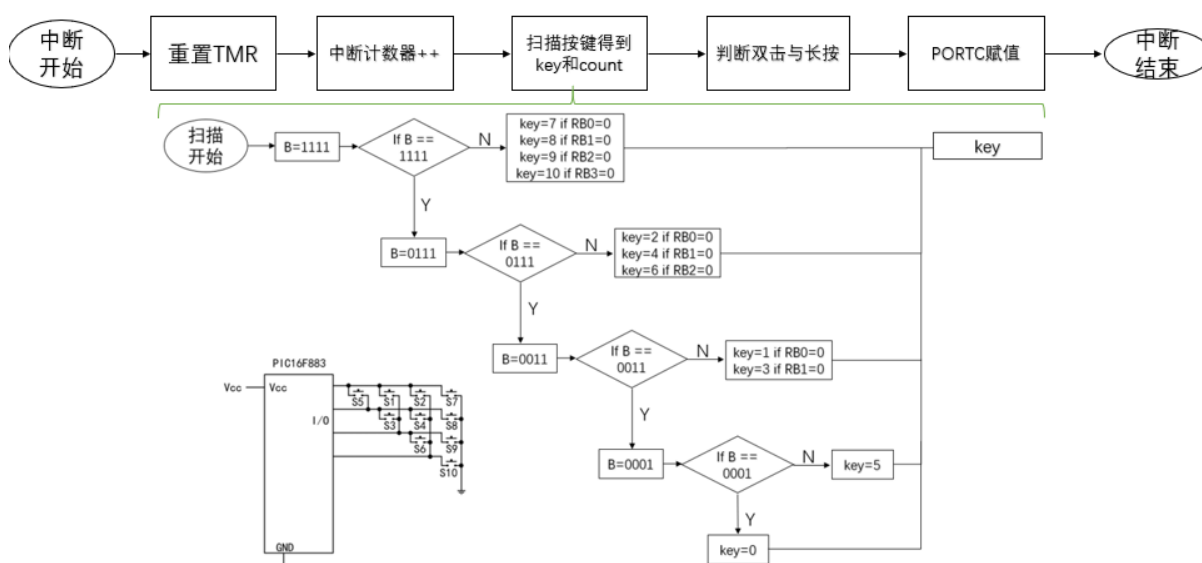 中断
开始
重置TMR
中断计数器++
扫描按键得到
key和count
判断双击与长按
PORTC赋值
中断
结束
扫描
开始
B=1111
If B ==
1111
N
key=7 if RB0=0
key=8 if RB1=0
key=9 if RB2=0
key=10 if RB3=0
key
Y
B=0111
If B ==
0111
N
key=2 if RB0=0
key=4 if RB1=0
key=6 if RB2=0
Y
B=0011
If B ==
0011
N
key=1 if RB0=0
key=3 if RB1=0
Y
B=0001
If B ==
0001
N
key=5
Y
key=0
PIC16F883
Vcc
Vcc
I/O
GND
S5
S1
S2
S7
S3
S4
S8
S6
S9
S10